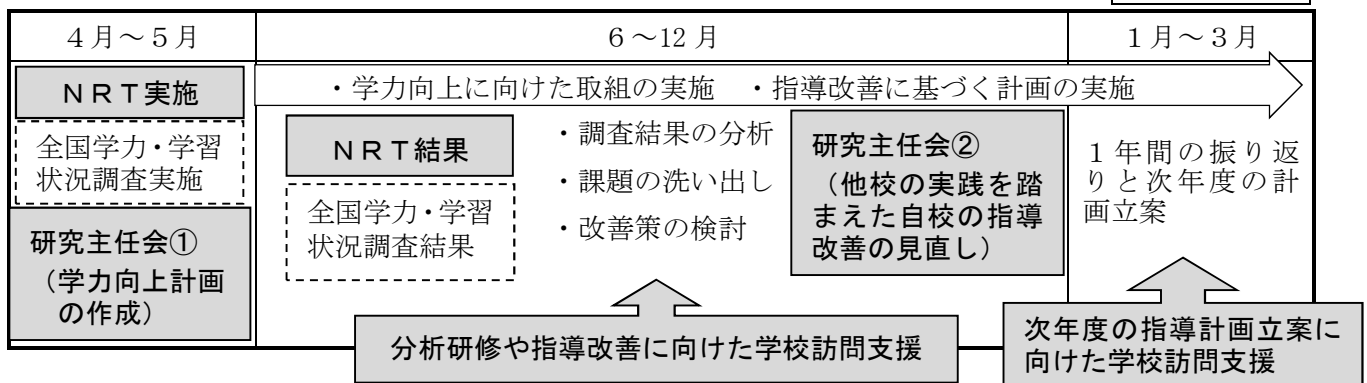 ４月～５月
６～12 月
１月～３月
ＮＲＴ実施
全国学力・学習
状況調査実施
研究主任会①
（学力向上計画
の作成）
・学力向上に向けた取組の実施　・指導改善に基づく計画の実施
ＮＲＴ結果
全国学力・学習
状況調査結果
・調査結果の分析
・課題の洗い出し
・改善策の検討
研究主任会②
（他校の実践を踏
まえた自校の指導
改善の見直し）
１年間の振り返
りと次年度の計
画立案
分析研修や指導改善に向けた学校訪問支援
次年度の指導計画立案に
向けた学校訪問支援